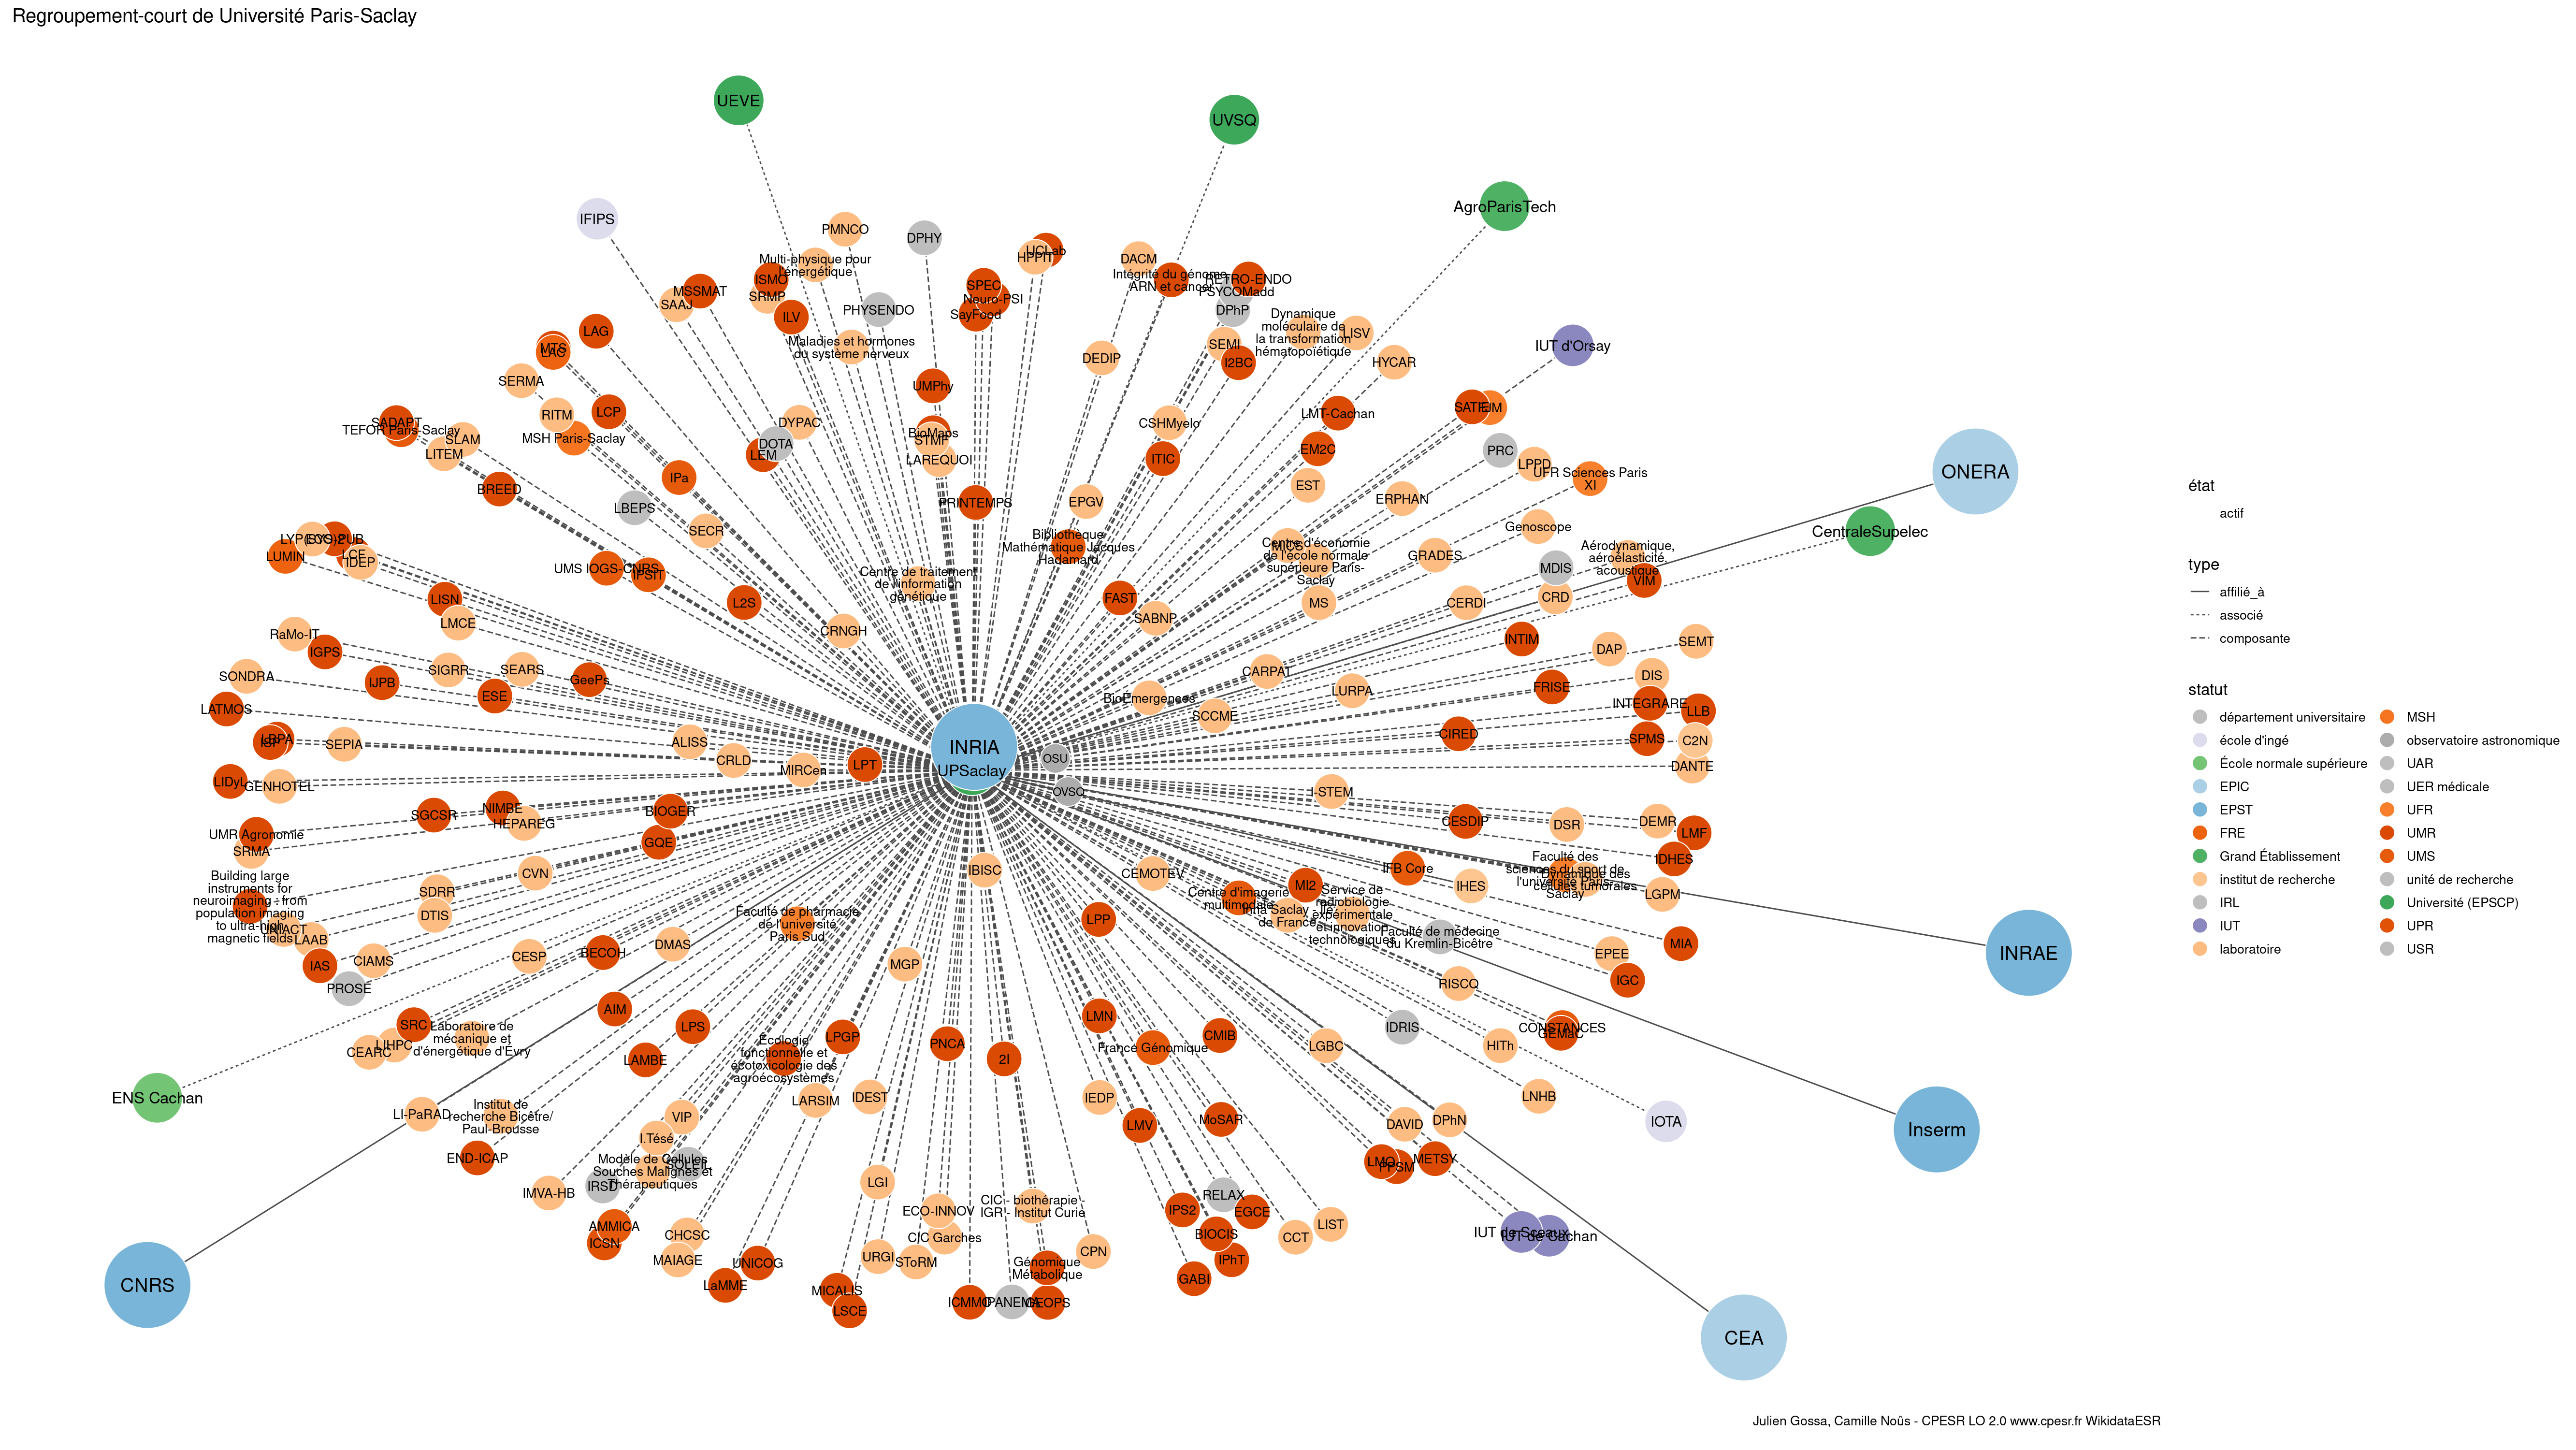 Regroupement-court de Université Paris-Saclay
UEVE
UVSQ
AgroParisTech
IFIPS
PMNCO
DPHY
UCLab
HPPIT
DACM
Multi-physique pour
l'énergétique
ISMO
SRMP
MSSMAT
SAAJ
SPEC
Neuro-PSI
SayFood
Intégrité du génome,
ARN et cancer
RETRO-ENDO
PSYCOMadd
DPhP
PHYSENDO
ILV
LAG
MTS
LAC
Maladies et hormones
du système nerveux
DEDIP
SEMI
I2BC
Dynamique
moléculaire de
la transformation
hématopoïétique
LISV
HYCAR
IUT d'Orsay
SERMA
RITM
LCP
MSH Paris-Saclay
UMPhy
DYPAC
DOTA
LEM
BioMaps
STMP
LAREQUOI
CSHMyelo
ITIC
LMT-Cachan
EM2C
SATIE
PRC
LPPD
UFR Sciences Paris
XI
ONERA
SADAPT
TEFOR Paris-Saclay
SLAM
LITEM
BREED
IPa
LBEPS
SECR
PRINTEMPS
EPGV
EST
ERPHAN
Genoscope
CentraleSupelec
LUMIN
LCE
IDEP
UMS IOGS-CNRS
IPSIT
Centre de traitement
de l'information
génétique
Bibliothèque
Mathématique Jacques
Hadamard
MICS
Centre d'économie
de l'école normale
supérieure Paris-
Saclay
GRADES
MDIS
Aérodynamique,
aéroélasticité,
acoustique
VIM
LISN
LMCE
L2S
CRNGH
FAST
SABNP
MS
CERDI
CRD
RaMo-IT
IGPS
INTIM
DAP
SEMT
SONDRA
IJPB
SIGRR
SEARS
ESE
GeePs
CARPAT
LURPA
FRISE
DIS
BioEmergences
SCCME
INTEGRARE
LLB
LATMOS
LBPA
SEPIA
ALISS
CRLD
MIRCen
LPT
INRIA
UPSaclay
OSU
OVSQ
CIRED
SPMS
C2N
DANTE
LIDyL
GENHOTEL
I-STEM
SGCSR
NIMBE
HEPAREG
BIOGER
GQE
CESDIP
DSR
DEMR
LMF
IDHES
UMR Agronomie
SRMA
Building large
instruments for
neuroimaging : from
population imaging
to ultra-high
magnetic fields
UNIACT
LAAB
IAS
PROSE
CIAMS
SDRR
DTIS
CVN
CESP
BECOH
DMAS
Faculté de pharmacie
de l'université
Paris Sud
IBISC
MGP
LPP
CEMOTEV
Centre d'imagerie
multimodale
MI2
Inria Saclay - Île
de France
Service de
radiobiologie
expérimentale
et innovation
technologiques
IFB Core
IHES
Faculté des
sciences du sport de
l'université Paris-
Saclay
Dynamique des
cellules tumorales
LGPM
Faculté de médecine
du Kremlin-Bicêtre
EPEE
MIA
IGC
RISCQ
INRAE
SRC
LIHPC
CEARC
Laboratoire de
mécanique et
d'énergétique d'Evry
AIM
LPS
LAMBE
Écologie
fonctionnelle et
écotoxicologie des
agroécosystèmes
LPGP
PNCA
2I
LMN
France Génomique
CMIB
LGBC
IDRIS
HITh
CONSTANCES
GEMaC
LNHB
IOTA
Inserm
ENS Cachan
LI-PaRAD
Institut de
recherche Bicêtre/
Paul-Brousse
END-ICAP
VIP
I.Tésé
LARSIM
IDEST
IEDP
LMV
MoSAR
DAVID
DPhN
METSY
LMO
PPSM
Modèle de Cellules
Souches Malignes et
Thérapeutiques
SOLEIL
IRSD
IMVA-HB
AMMICA
ICSN
CHCSC
MAIAGE
LaMME
UNICOG
LGI
ECO-INNOV
CIC Garches
URGI
SToRM
MICALIS
LSCE
CIC - biothérapie -
IGR - Institut Curie
CPN
Génomique
Métabolique
ICMMO
IPANEMA
GEOPS
IPS2
RELAX
EGCE
BIOCIS
IPhT
GABI
CCT
LIST
IUT de Sceaux
IUT de Cachan
CNRS
CEA
état
actif
type
affilié_à
associé
composante
statut
département universitaire
école d'ingé
École normale supérieure
EPIC
EPST
FRE
Grand Établissement
institut de recherche
IRL
IUT
laboratoire
MSH
observatoire astronomique
UAR
UER médicale
UFR
UMR
UMS
unité de recherche
Université (EPSCP)
UPR
USR
Julien Gossa, Camille Noûs - CPESR LO 2.0 www.cpesr.fr WikidataESR